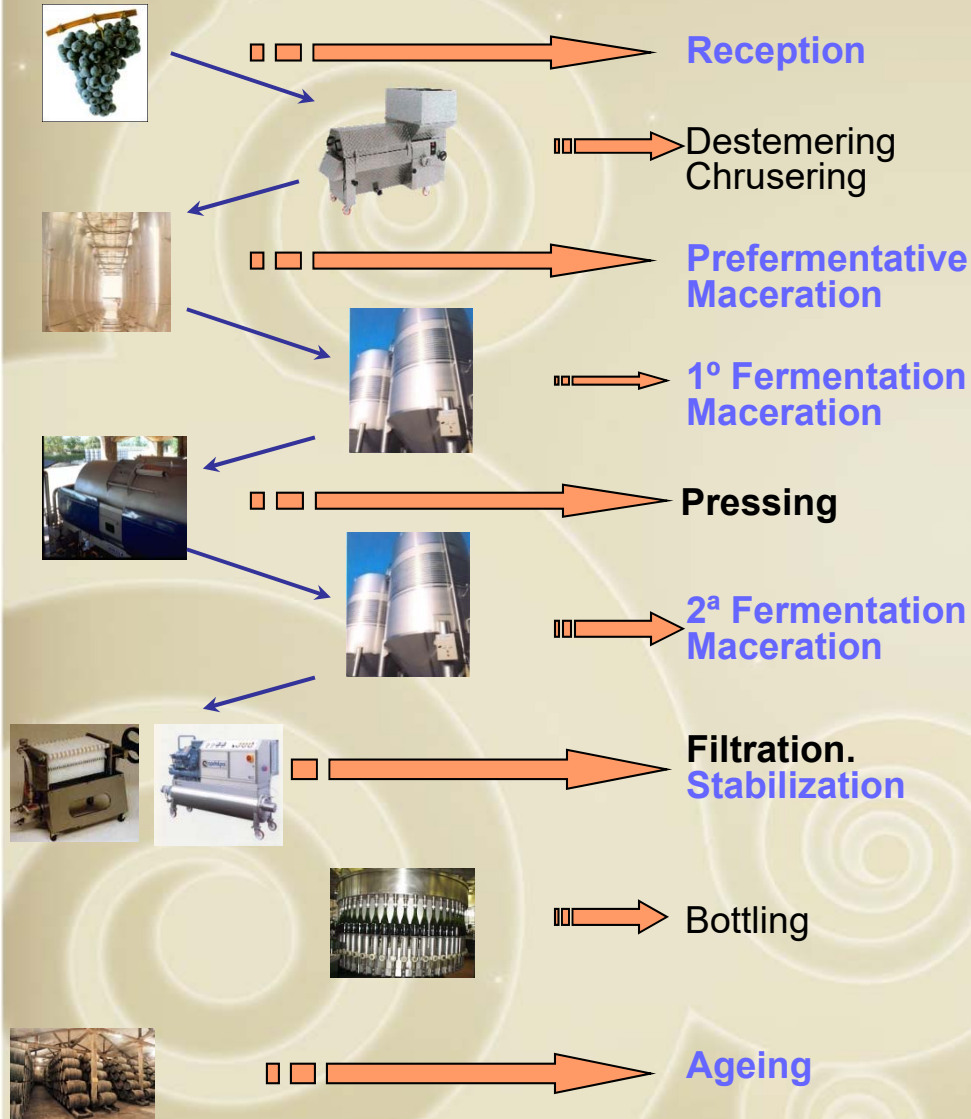 Reception
Destemering
Chrusering
Prefermentative
Maceration
1º Fermentation
Maceration
Pressing
2ª Fermentation
Maceration
Filtration.
Stabilization
Bottling
Ageing